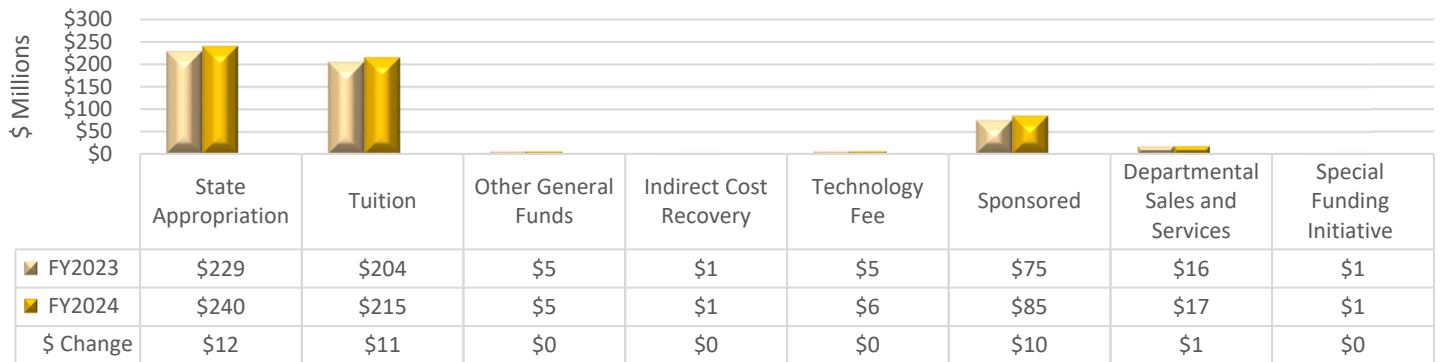 $300
$250
$200
$150
$100
$50
$0
$ Millions
State Appropriation
Tuition
Other General Funds
Indirect Cost Recovery
Technology Fee
Sponsored
Departmental Sales and Services
Special Funding Initiative
FY2023 $229 $204 $5 $1 $5 $75 $16 $1
FY2024 $240 $215 $5 $1 $6 $85 $17 $1
$ Change $12 $11 $0 $0 $0 $10 $1 $0